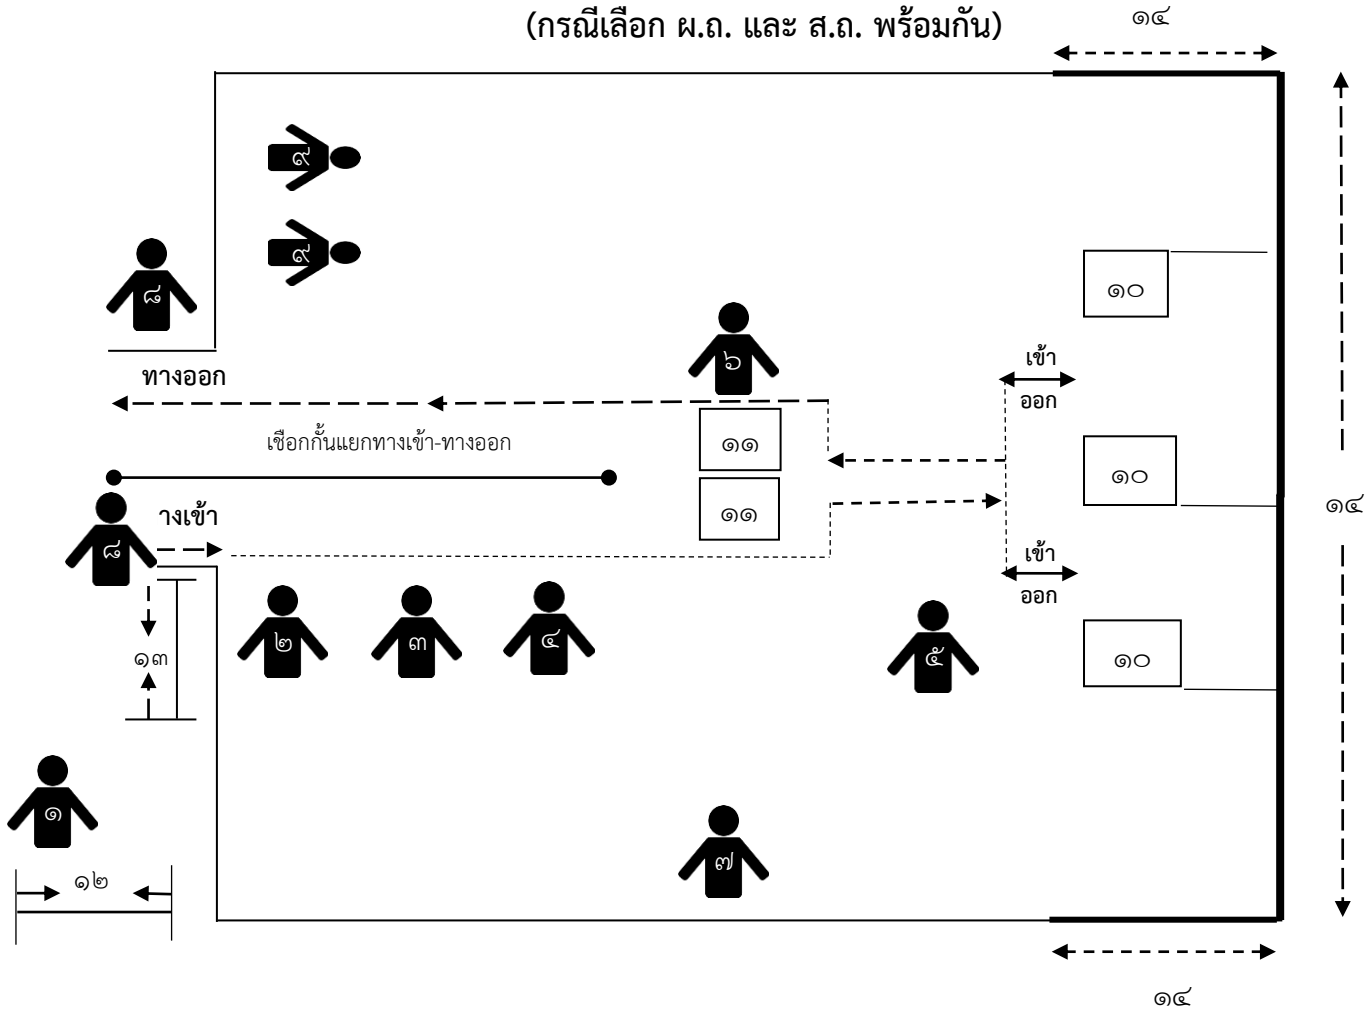 (กรณีเลือก ผ.ถ. และ ส.ถ. พร้อมกัน)
๑๔
๙
๙
๘
๑๐
๖
เข้า
ทางออก
ออก
เชือกกั้นแยกทางเข้า-ทางออก
๑๑
๑๐
๑๑
๑๔
างเข้า
๘
เข้า
ออก
๒
๓
๔
๕
๑๓
๑๐
๑
๗
๑๒
๑๔